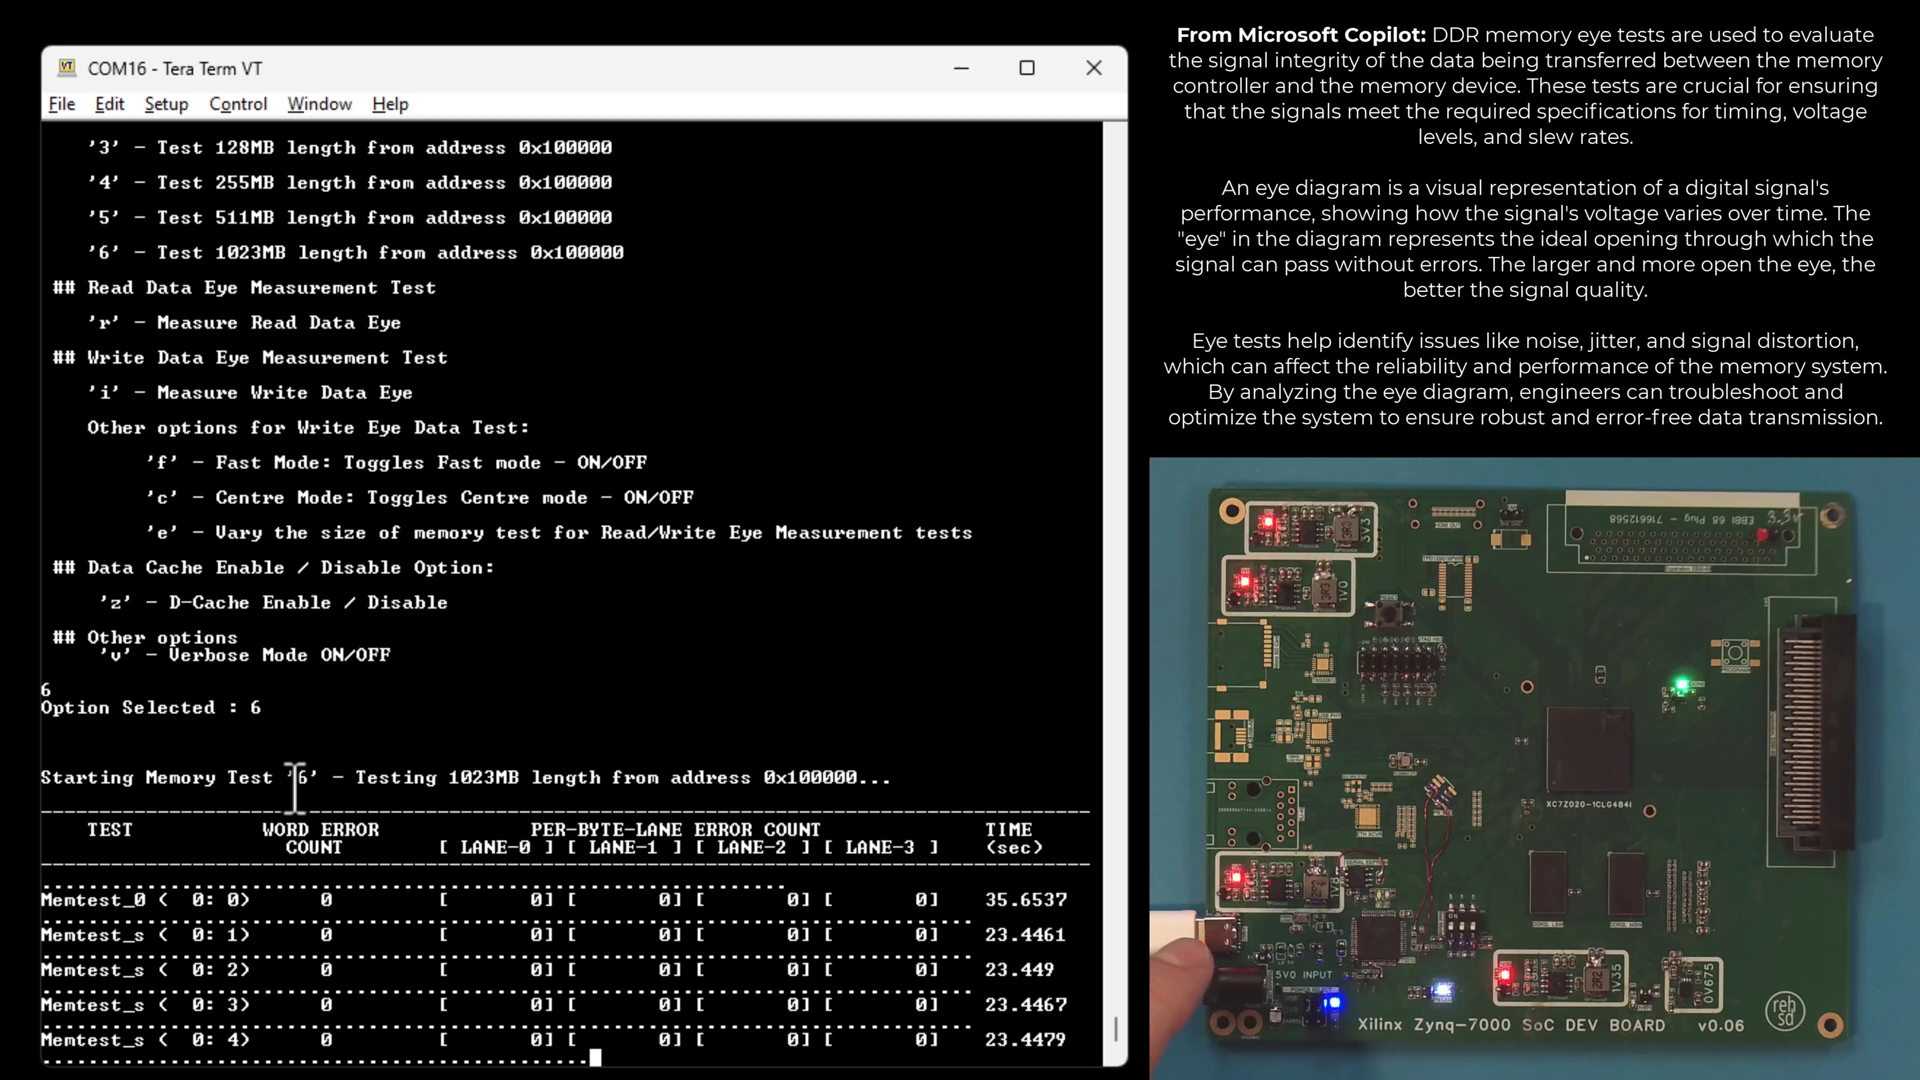 COM16 - Tera Term VT
File Edit Setup Control Window Help
'3' - Test 128MB length from address 0x100000
'4' - Test 255MB length from address 0x100000
'5' - Test 511MB length from address 0x100000
'6' - Test 1023MB length from address 0x100000
## Read Data Eye Measurement Test
'r' - Measure Read Data Eye
## Write Data Eye Measurement Test
'i' - Measure Write Data Eye
Other options for Write Eye Data Test:
'f' - Fast Mode: Toggles Fast mode - ON/OFF
'c' - Centre Mode: Toggles Centre mode - ON/OFF
'e' - Vary the size of memory test for Read/Write Eye Measurement tests
## Data Cache Enable / Disable Option:
'z' - D-Cache Enable / Disable
## Other options
'v' - Verbose Mode ON/OFF
6
Option Selected : 6
Starting Memory Test '6' - Testing 1023MB length from address 0x100000...
TEST WORD ERROR PER-BYTE-LANE ERROR COUNT TIME
COUNT [ LANE-0 ] [ LANE-1 ] [ LANE-2 ] [ LANE-3 ] (sec)
Memtest_0 ( 0: 0) 0 [ 0] [ 0] [ 0] [ 0] 35.6537
Memtest_s ( 0: 1) 0 [ 0] [ 0] [ 0] [ 0] 23.4461
Memtest_s ( 0: 2) 0 [ 0] [ 0] [ 0] [ 0] 23.449
Memtest_s ( 0: 3) 0 [ 0] [ 0] [ 0] [ 0] 23.4467
Memtest_s ( 0: 4) 0 [ 0] [ 0] [ 0] [ 0] 23.4479
From Microsoft Copilot: DDR memory eye tests are used to evaluate
the signal integrity of the data being transferred between the memory
controller and the memory device. These tests are crucial for ensuring
that the signals meet the required specifications for timing, voltage
levels, and slew rates.
An eye diagram is a visual representation of a digital signal's
performance, showing how the signal's voltage varies over time. The
"eye" in the diagram represents the ideal opening through which the
signal can pass without errors. The larger and more open the eye, the
better the signal quality.
Eye tests help identify issues like noise, jitter, and signal distortion,
which can affect the reliability and performance of the memory system.
By analyzing the eye diagram, engineers can troubleshoot and
optimize the system to ensure robust and error-free data transmission.
3V3
EBBI 68 Plug - 716612568
3.3V
1V0
XC7Z020-1CLG484I
1V8
5V0 INPUT
1V35
0V675
Xilinx Zynq-7000 SoC DEV BOARD v0.06
reh
sd